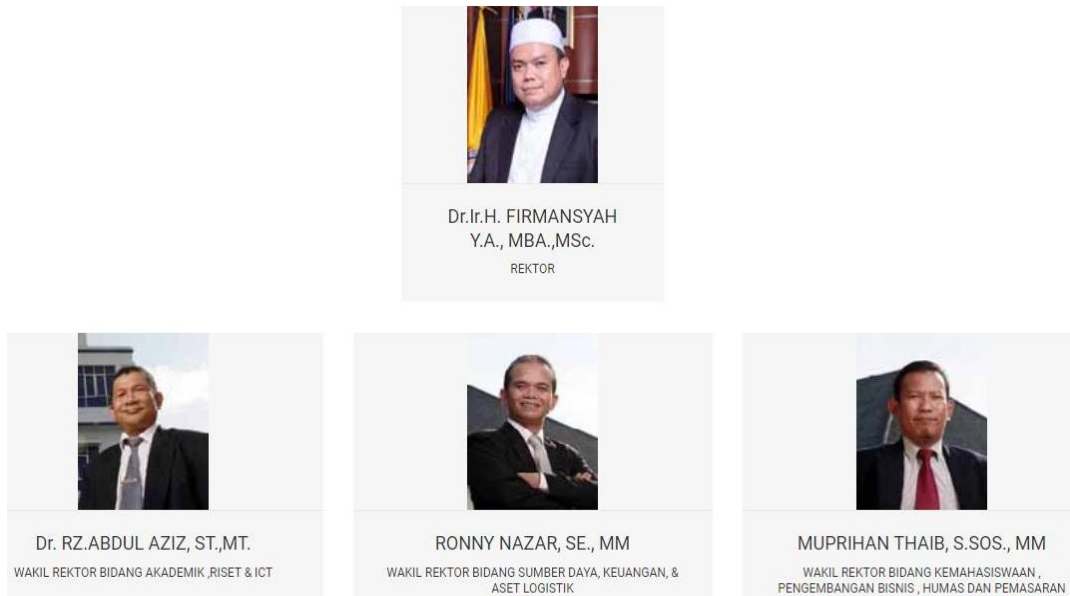 Dr.Ir.H. FIRMANSYAH
Y.A., MBA.,MSc.
REKTOR
Dr. RZ.ABDUL AZIZ, ST.,MT.
WAKIL REKTOR BIDANG AKADEMIK ,RISET & ICT
RONNY NAZAR, SE., MM
WAKIL REKTOR BIDANG SUMBER DAYA, KEUANGAN, &
ASET LOGISTIK
MUPRIHAN THAIB, S.SOS., MM
WAKIL REKTOR BIDANG KEMAHASISWAAN ,
PENGEMBANGAN BISNIS , HUMAS DAN PEMASARAN